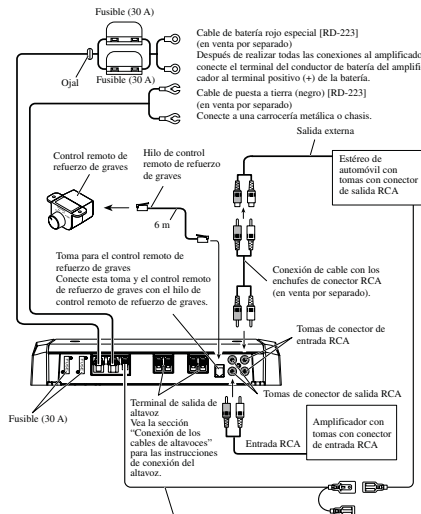 Fusible (30 A)
Cable de batería rojo especial [RD-223]
(en venta por separado)
Después de realizar todas las conexiones al amplificado
conecte el terminal del conductor de batería del amplifi
cador al terminal positivo (+) de la batería.
Ojal
Fusible (30 A)
Cable de puesta a tierra (negro) [RD-223]
(en venta por separado)
Conecte a una carrocería metálica o chasis.
Salida externa
Control remoto de
refuerzo de graves
Hilo de control
remoto de refuerzo
de graves
Estéreo de
automóvil con
tomas con conector
de salida RCA
6 m
Toma para el control remoto de
refuerzo de graves
Conecte esta toma y el control remoto
de refuerzo de graves con el hilo de
control remoto de refuerzo de graves.
Conexión de cable con los
enchufes de conector RCA
(en venta por separado).
Tomas de conector de
entrada RCA
Tomas de conector de salida RCA
Fusible (30 A)
Terminal de salida de
altavoz
Vea la sección
“Conexión de los
cables de altavoces”
para las instrucciones
de conexión del
altavoz.
Entrada RCA
Amplificador con
tomas con conector
de entrada RCA